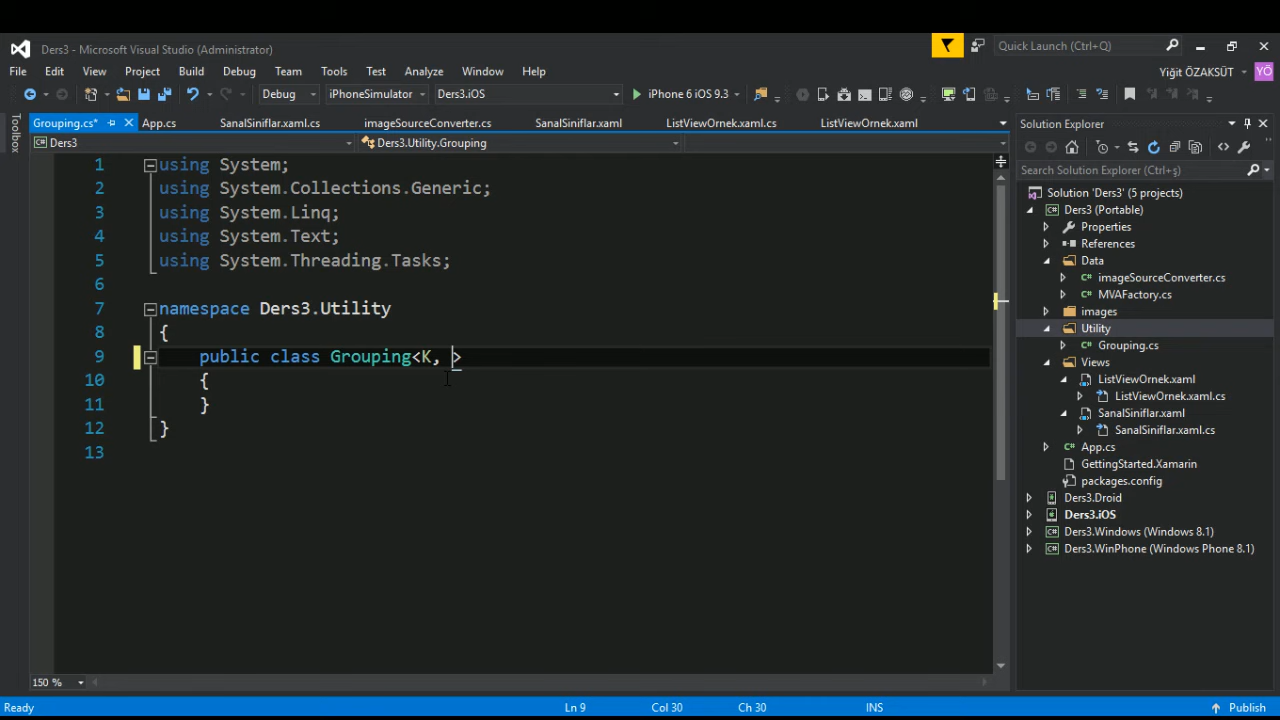 Ders3 - Microsoft Visual Studio (Administrator)
Quick Launch (Ctrl+Q)
File Edit View Project Build Debug Team Tools Test Analyze Window Help
Yiğit ÖZAKSÜT YÖ
Debug iPhoneSimulator Ders3.iOS iPhone 6 iOS 9.3
Toolbox
Grouping.cs* App.cs SanalSiniflar.xaml.cs imageSourceConverter.cs SanalSiniflar.xaml ListViewOrnek.xaml.cs ListViewOrnek.xaml
Ders3 Ders3.Utility.Grouping
1 using System;
2 using System.Collections.Generic;
3 using System.Linq;
4 using System.Text;
5 using System.Threading.Tasks;
6
7 namespace Ders3.Utility
8 {
9 public class Grouping<K, >
10 {
11 }
12 }
13
150 %
Solution Explorer
Search Solution Explorer (Ctrl+ş)
Solution 'Ders3' (5 projects)
Ders3 (Portable)
Properties
References
Data
imageSourceConverter.cs
MVAFactory.cs
images
Utility
Grouping.cs
Views
ListViewOrnek.xaml
ListViewOrnek.xaml.cs
SanalSiniflar.xaml
SanalSiniflar.xaml.cs
App.cs
GettingStarted.Xamarin
packages.config
Ders3.Droid
Ders3.iOS
Ders3.Windows (Windows 8.1)
Ders3.WinPhone (Windows Phone 8.1)
Ready Ln 9 Col 30 Ch 30 INS Publish